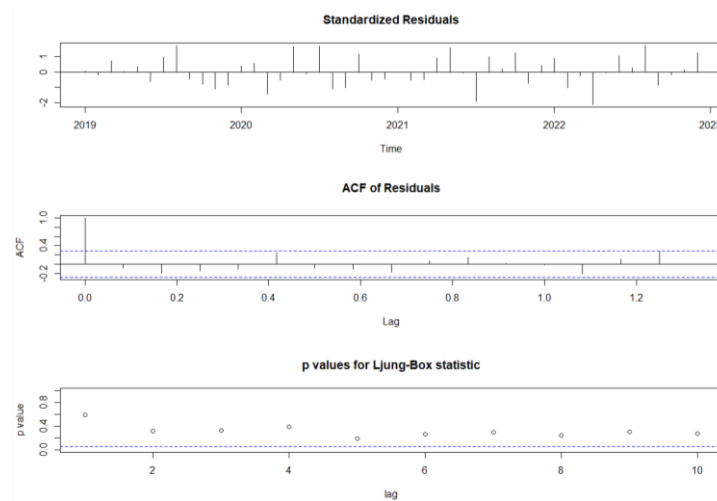 Standardized Residuals
1
0
-2
2019 2020 2021 2022 2023
Time
ACF of Residuals
ACF
1.0
0.4
-0.2
0.0 0.2 0.4 0.6 0.8 1.0 1.2
Lag
p values for Ljung-Box statistic
p value
0.8
0.4
0.0
2 4 6 8 10
lag